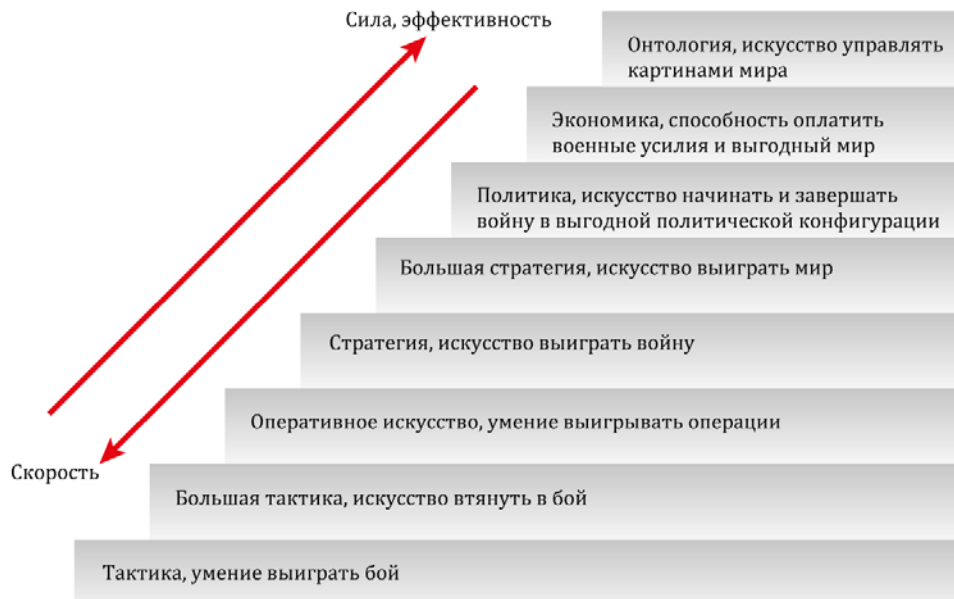 Сила, эффективность
Онтология, искусство управлять
картинами мира
Экономика, способность оплатить
военные усилия и выгодный мир
Политика, искусство начинать и завершать
войну в выгодной политической конфигурации
Большая стратегия, искусство выиграть мир
Стратегия, искусство выиграть войну
Оперативное искусство, умение выигрывать операции
Скорость
Большая тактика, искусство втянуть в бой
Тактика, умение выиграть бой